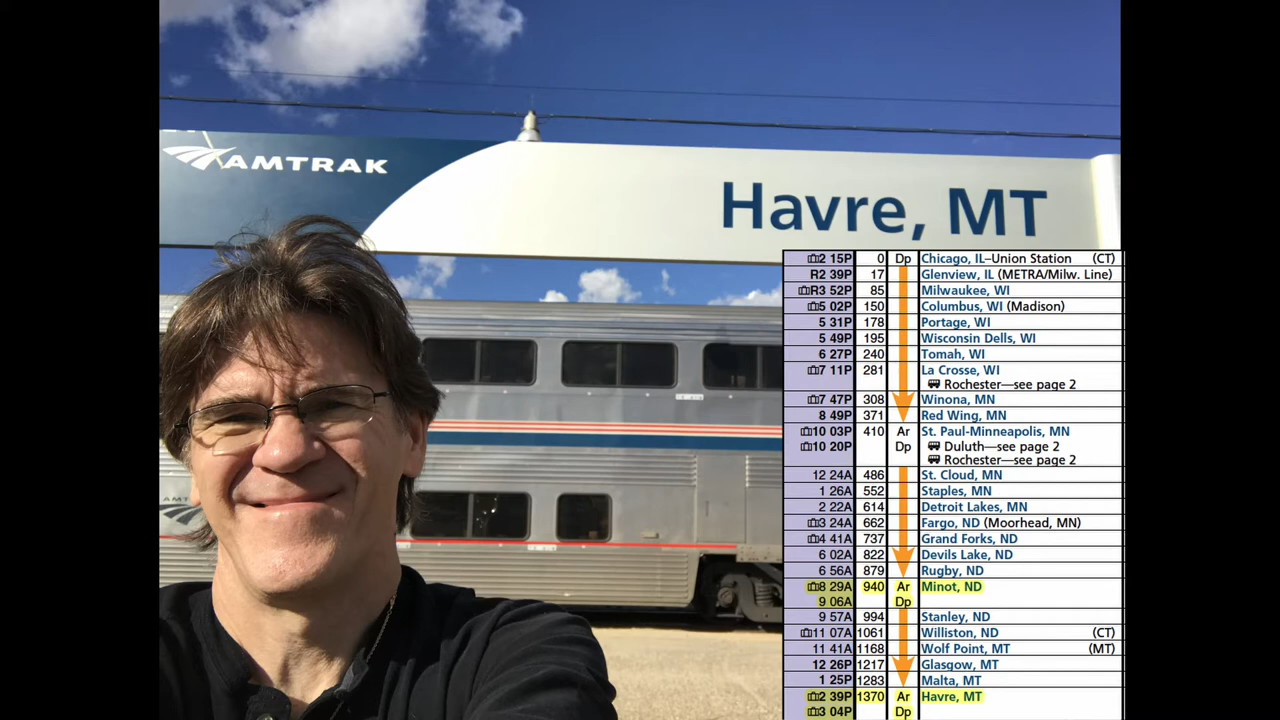 AMTRAK
Havre, MT
2 15P 0 Dp Chicago, IL–Union Station (CT)
R2 39P 17 Glenview, IL (METRA/Milw. Line)
R3 52P 85 Milwaukee, WI
5 02P 150 Columbus, WI (Madison)
5 31P 178 Portage, WI
5 49P 195 Wisconsin Dells, WI
6 27P 240 Tomah, WI
7 11P 281 La Crosse, WI
Rochester—see page 2
7 47P 308 Winona, MN
8 49P 371 Red Wing, MN
10 03P 410 Ar St. Paul-Minneapolis, MN
10 20P Dp Duluth—see page 2
Rochester—see page 2
12 24A 486 St. Cloud, MN
1 26A 552 Staples, MN
2 22A 614 Detroit Lakes, MN
3 24A 662 Fargo, ND (Moorhead, MN)
4 41A 737 Grand Forks, ND
6 02A 822 Devils Lake, ND
6 56A 879 Rugby, ND
8 29A 940 Ar Minot, ND
9 06A Dp
9 57A 994 Stanley, ND
11 07A 1061 Williston, ND (CT)
11 41A 1168 Wolf Point, MT (MT)
12 26P 1217 Glasgow, MT
1 25P 1283 Malta, MT
2 39P 1370 Ar Havre, MT
3 04P Dp